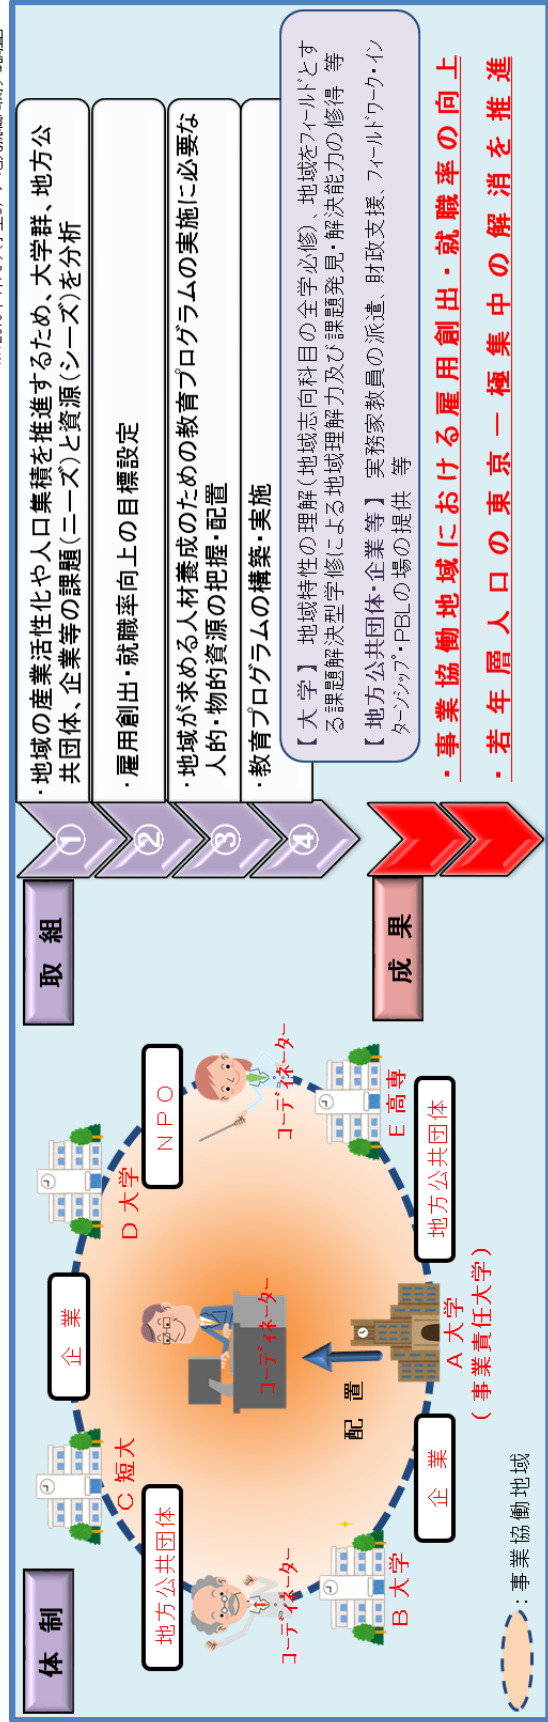 体制
C 短大
企業
D 大学
地方公共団体
NPO
コーディネーター
コーディネーター
コーディネーター
B 大学
配置
E 高専
企業
A 大学
(事業責任大学)
地方公共団体
:事業協働地域
取組
①
・地域の産業活性化や人口集積を推進するため、大学群、地方公
共団体、企業等の課題(ニーズ)と資源(シーズ)を分析
②
・雇用創出・就職率向上の目標設定
③
・地域が求める人材養成のための教育プログラムの実施に必要な
人的・物的資源の把握・配置
④
・教育プログラムの構築・実施
【大学】 地域特性の理解(地域志向科目の全学必修)、地域をフィールドとす
る課題解決型学修による地域理解力及び課題発見・解決能力の修得 等
【地方公共団体・企業等】 実務家教員の派遣、財政支援、フィールドワーク・イン
ターンシップ・PBLの場の提供 等
成果
・事業協働地域における雇用創出・就職率の向上
・若年層人口の東京一極集中の解消を推進